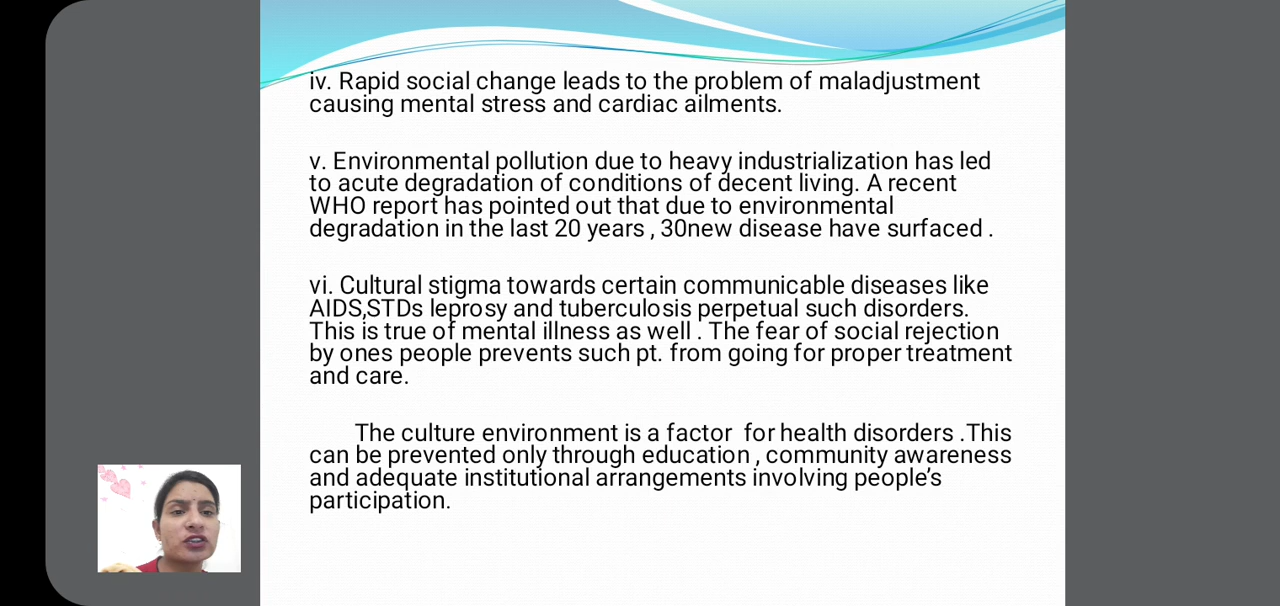 iv. Rapid social change leads to the problem of maladjustment
causing mental stress and cardiac ailments.
v. Environmental pollution due to heavy industrialization has led
to acute degradation of conditions of decent living. A recent
WHO report has pointed out that due to environmental
degradation in the last 20 years , 30new disease have surfaced .
vi. Cultural stigma towards certain communicable diseases like
AIDS,STDs leprosy and tuberculosis perpetual such disorders.
This is true of mental illness as well . The fear of social rejection
by ones people prevents such pt. from going for proper treatment
and care.
The culture environment is a factor  for health disorders .This
can be prevented only through education , community awareness
and adequate institutional arrangements involving people’s
participation.